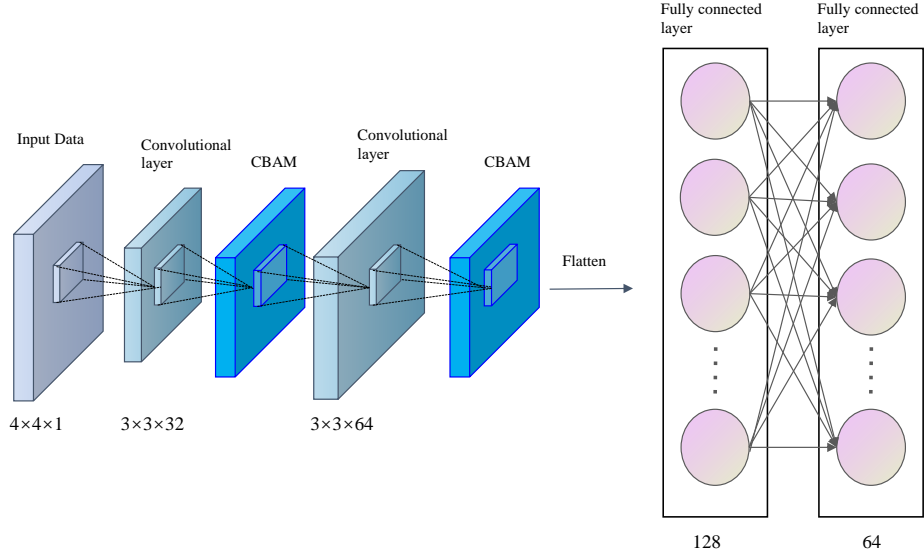 Input Data
Convolutional
layer
CBAM
Convolutional
layer
CBAM
Flatten
Fully connected
layer
Fully connected
layer
4×4×1
3×3×32
3×3×64
128
64